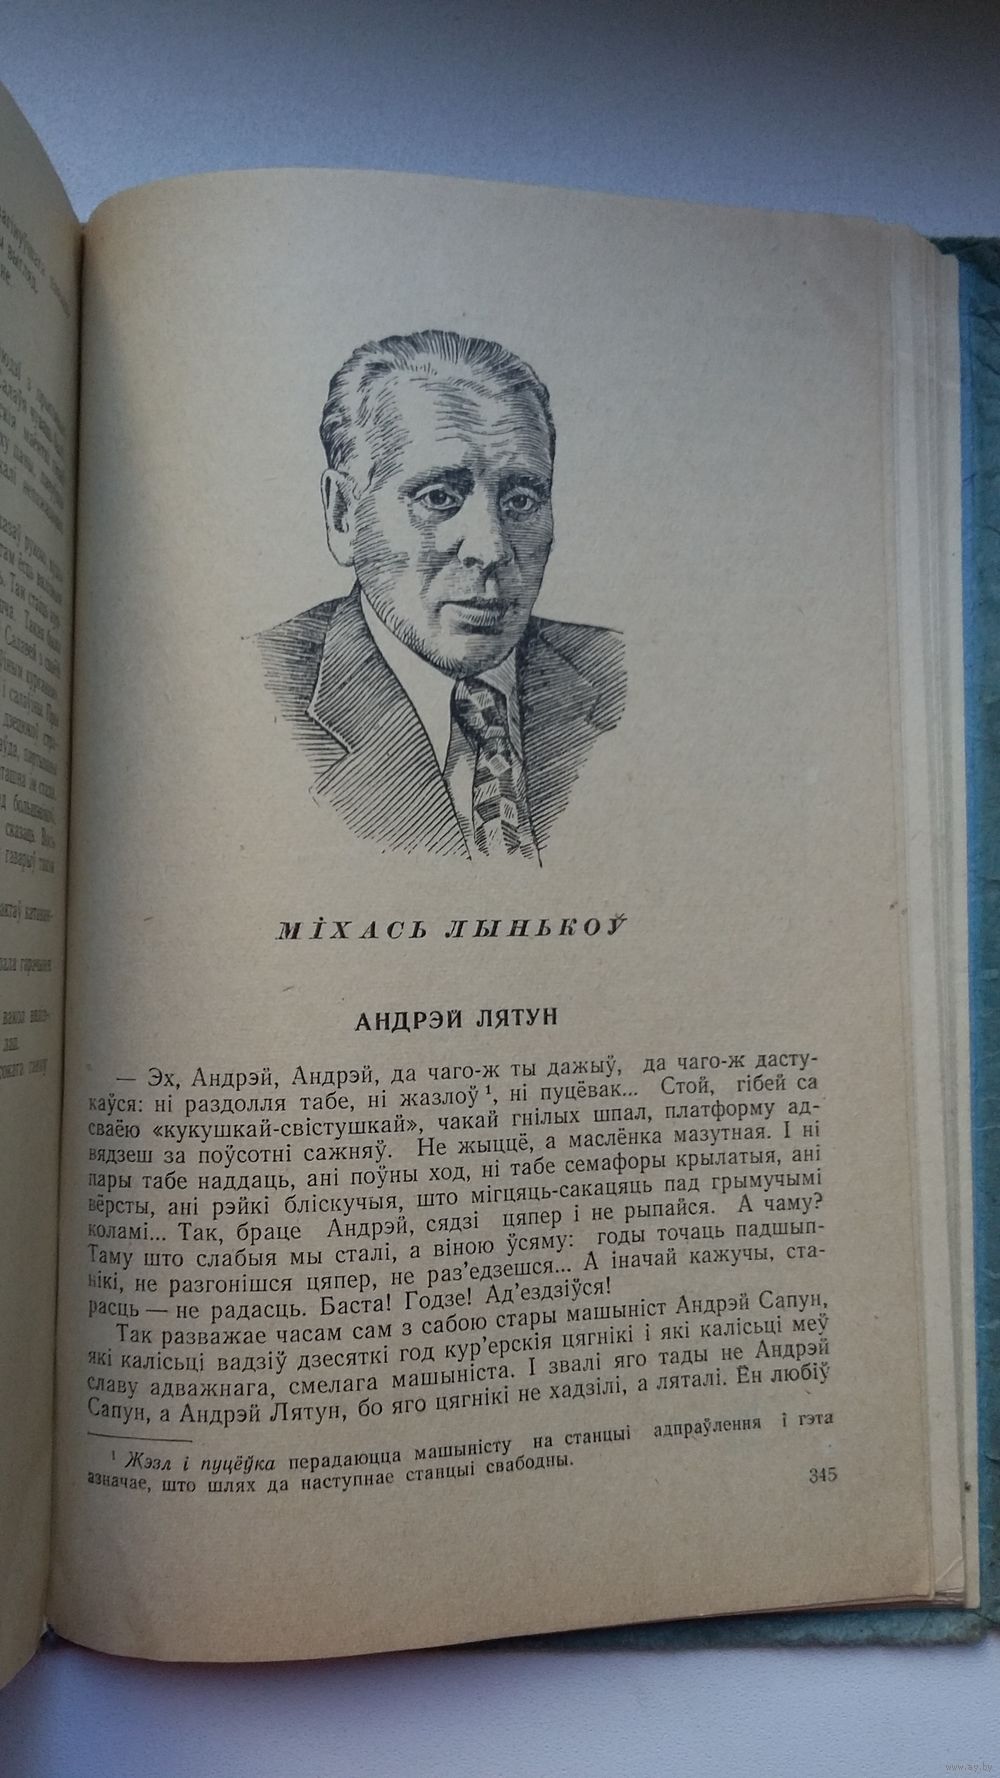 МІХАСЬ ЛЫНЬКОЎ
АНДРЭЙ ЛЯТУН
— Эх, Андрэй, Андрэй, да чаго-ж ты дажыў, да чаго-ж дасту-
каўся: ні раздолля табе, ні жазлоў¹, ні пуцёвак... Стой, гібей са
сваёю «кукушкай-свістушкай», чакай гнілых шпал, платформу ад-
вядзеш за поўсотні сажняў. Не жыццё, а маслёнка мазутная. І ні
пары табе наддаць, ані поўны ход, ні табе семафоры крылатыя, ані
вёрсты, ані рэйкі бліскучыя, што мігцяць-сакацяць пад грымучымі
коламі... Так, браце Андрэй, сядзі цяпер і не рыпайся. А чаму?
Таму што слабыя мы сталі, а віною ўсяму: годы точаць падшып-
нікі, не разгонішся цяпер, не раз’едзешся... А іначай кажучы, ста-
расць — не радасць. Баста! Годзе! Ад’ездзіўся!
Так разважае часам сам з сабою стары машыніст Андрэй Сапун,
які калісьці вадзіў дзесяткі год кур’ерскія цягнікі і які калісьці меў
славу адважнага, смелага машыніста. І звалі яго тады не Андрэй
Сапун, а Андрэй Лятун, бо яго цягнікі не хадзілі, а ляталі. Ён любіў
¹ Жэзл і пуцёўка перадаюцца машыністу на станцыі адпраўлення і гэта
азначае, што шлях да наступнае станцыі свабодны.
345
www.ay.by